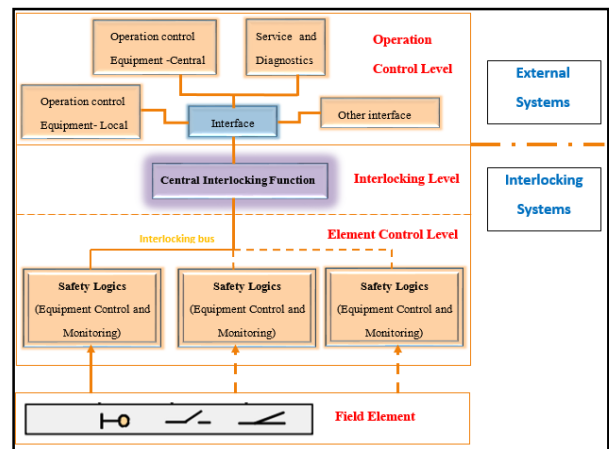 Operation control
Equipment -Central
Service and
Diagnostics
Operation
Control Level
External
Systems
Operation control
Equipment- Local
Interface
Other interface
Central Interlocking Function
Interlocking Level
Interlocking
Systems
Interlocking bus
Element Control Level
Safety Logics
(Equipment Control and
Monitoring)
Safety Logics
(Equipment Control and
Monitoring)
Safety Logics
(Equipment Control and
Monitoring)
Field Element